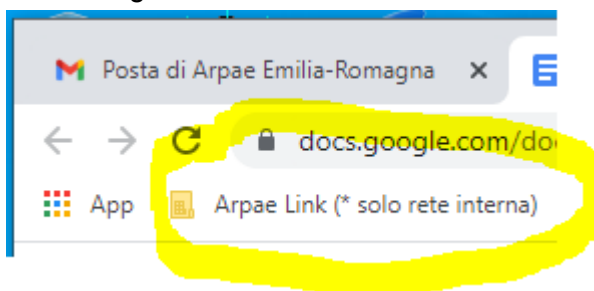 Posta di Arpae Emilia-Romagna
docs.google.com/do
App Arpae Link (* solo rete interna)